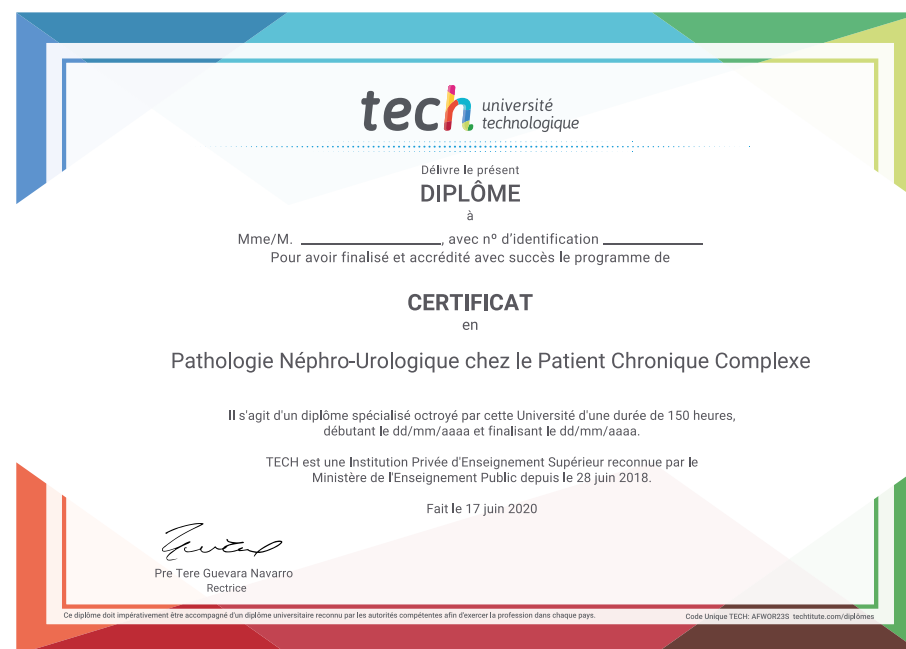 tech université
technologique
Délivre le présent
DIPLÔME
à
Mme/M. ____________________, avec nº d'identification ______________
Pour avoir finalisé et accrédité avec succès le programme de
CERTIFICAT
en
Pathologie Néphro-Urologique chez le Patient Chronique Complexe
Il s'agit d'un diplôme spécialisé octroyé par cette Université d'une durée de 150 heures,
débutant le dd/mm/aaaa et finalisant le dd/mm/aaaa.
TECH est une Institution Privée d'Enseignement Supérieur reconnue par le
Ministère de l'Enseignement Public depuis le 28 juin 2018.
Fait le 17 juin 2020
Pre Tere Guevara Navarro
Rectrice
Ce diplôme doit impérativement être accompagné d'un diplôme universitaire reconnu par les autorités compétentes afin d'exercer la profession dans chaque pays.
Code Unique TECH: AFWOR23S techtitute.com/diplômes